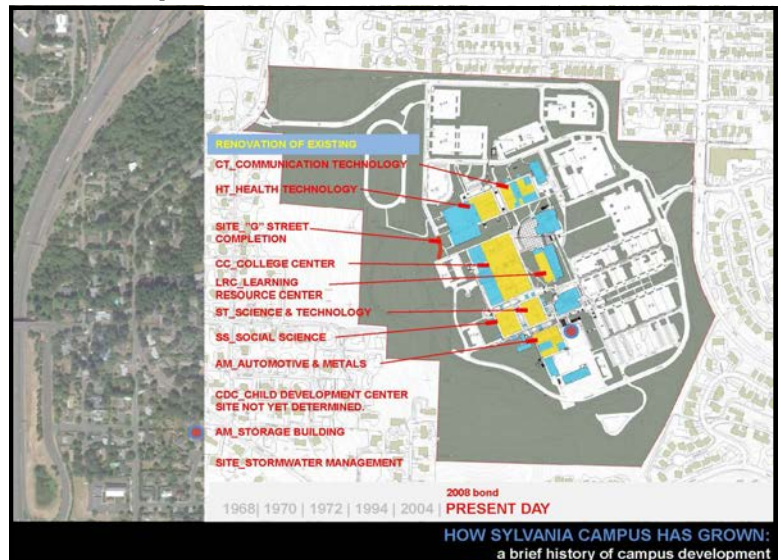 RENOVATION OF EXISTING
CT_COMMUNICATION TECHNOLOGY
HT_HEALTH TECHNOLOGY
SITE_"G" STREET
COMPLETION
CC_COLLEGE CENTER
LRC_LEARNING
RESOURCE CENTER
ST_SCIENCE & TECHNOLOGY
SS_SOCIAL SCIENCE
AM_AUTOMOTIVE & METALS
CDC_CHILD DEVELOPMENT CENTER
SITE NOT YET DETERMINED.
AM_STORAGE BUILDING
SITE_STORMWATER MANAGEMENT
2008 bond
1968| 1970 | 1972 | 1994 | 2004 | PRESENT DAY
HOW SYLVANIA CAMPUS HAS GROWN:
a brief history of campus development